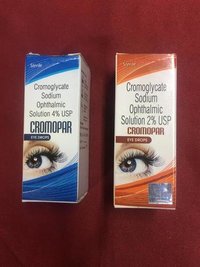 Sterile
Cromoglycate
Sodium
Ophthalmic
Solution 4% USP
CROMOPAR
EYE DROPS
Sterile
Cromoglycate
Sodium
Ophthalmic
Solution 2% USP
CROMOPAR
EYE DROPS